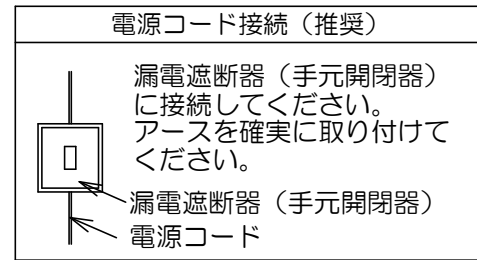 電源コード接続（推奨）
漏電遮断器（手元開閉器）
に接続してください。
アースを確実に取り付けて
ください。
漏電遮断器（手元開閉器）
電源コード